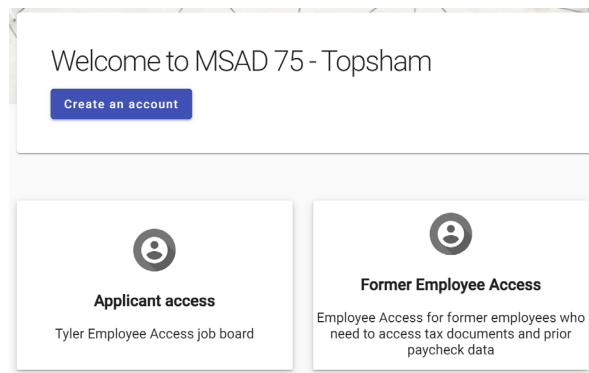 Welcome to MSAD 75 - Topsham
Create an account
Applicant access
Tyler Employee Access job board
Former Employee Access
Employee Access for former employees who
need to access tax documents and prior
paycheck data